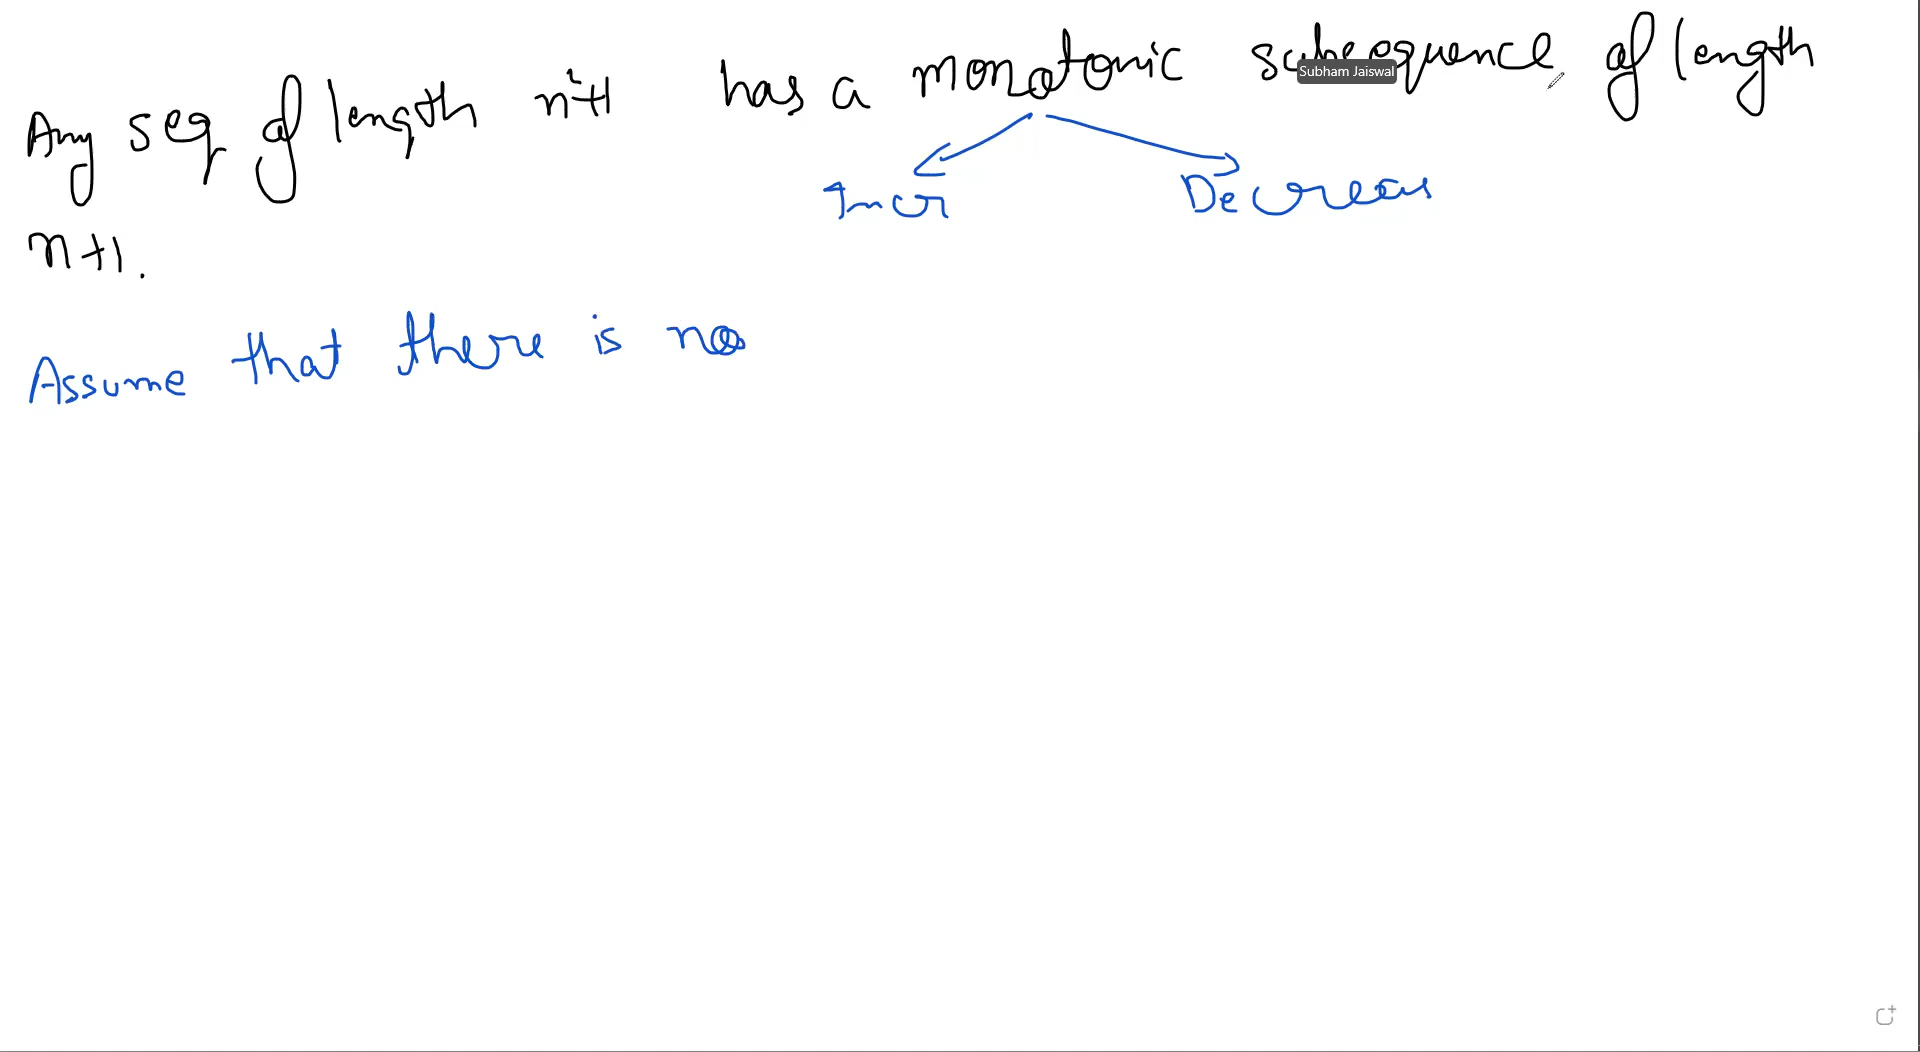 Any seq of length n²+1 has a monotonic subsequence of length
Subham Jaiswal
Incr Decreas
n+1.
Assume that there is no